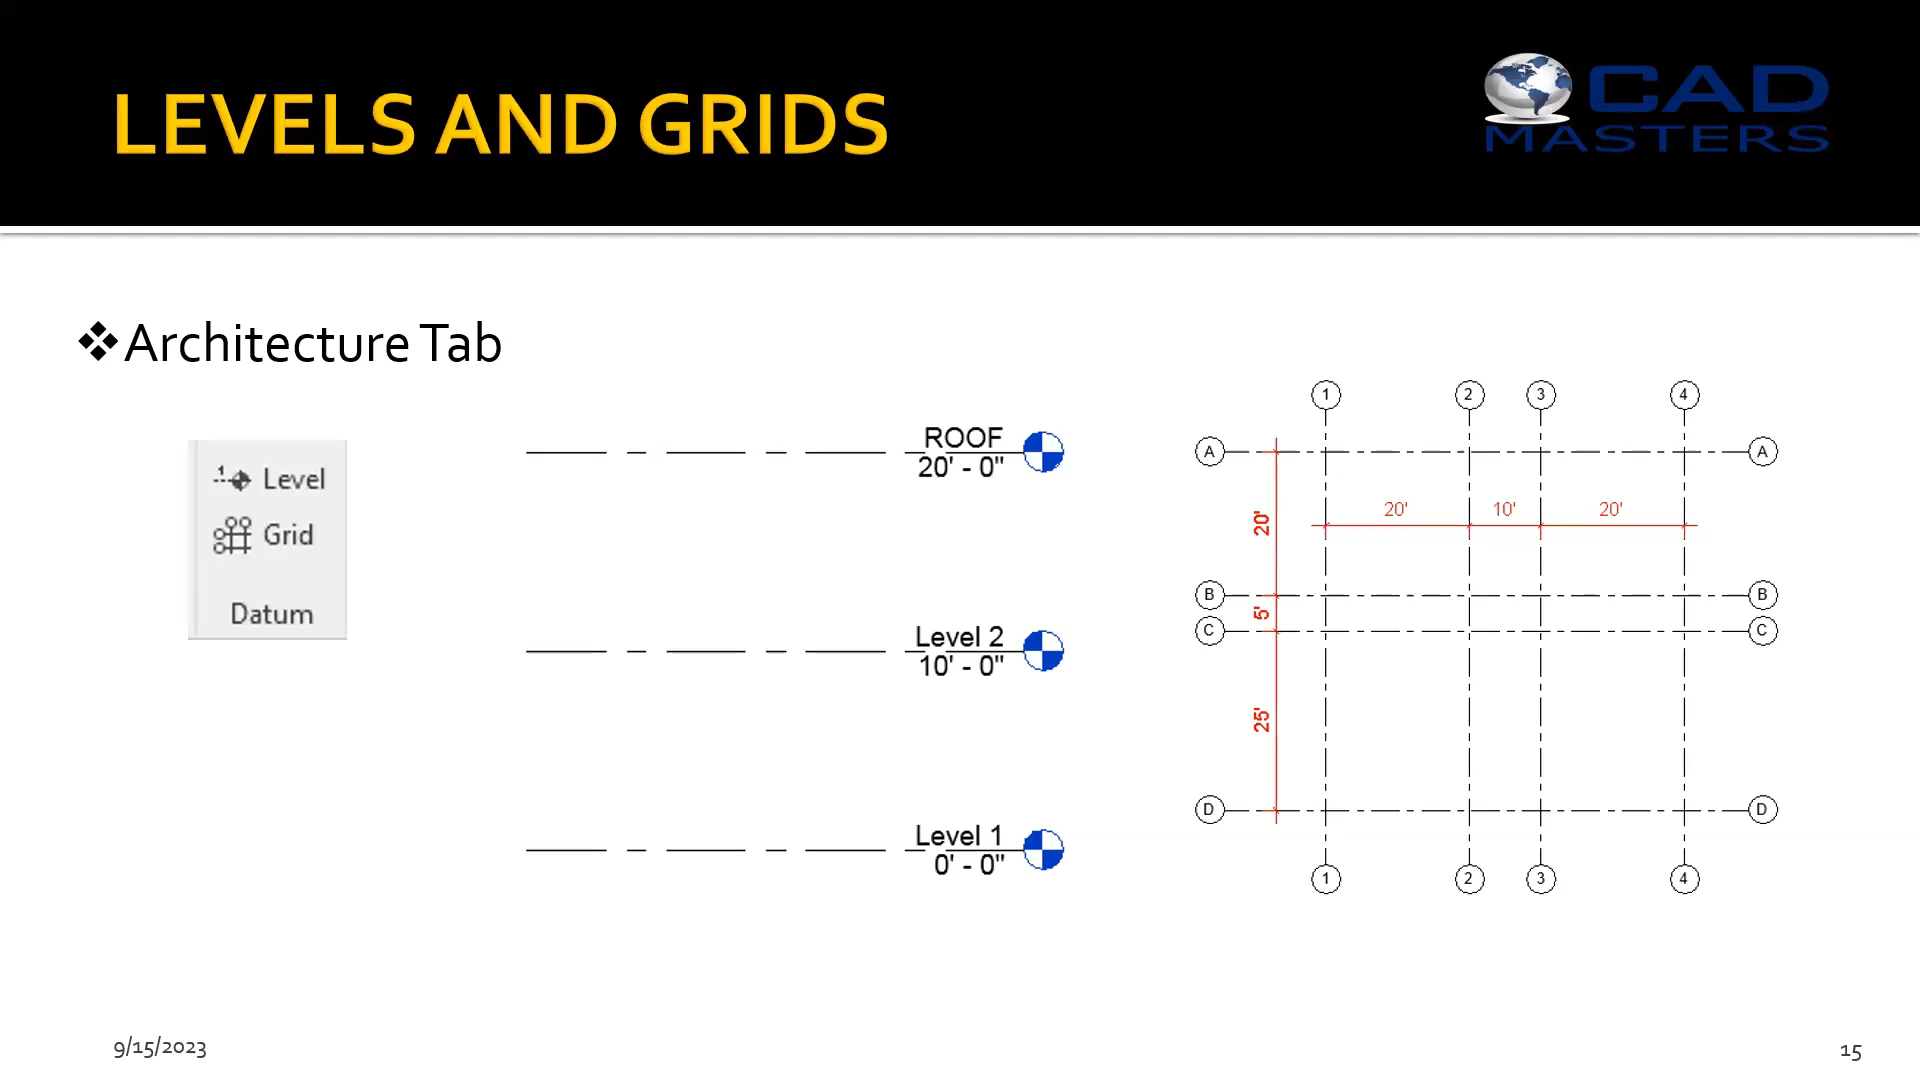 LEVELS AND GRIDS
CAD
MASTERS
❖Architecture Tab
Level
Grid
Datum
ROOF
20' - 0"
Level 2
10' - 0"
Level 1
0' - 0"
1 2 3 4
A A
20' 20' 10' 20'
B B
5'
C C
25'
D D
1 2 3 4
9/15/2023
15